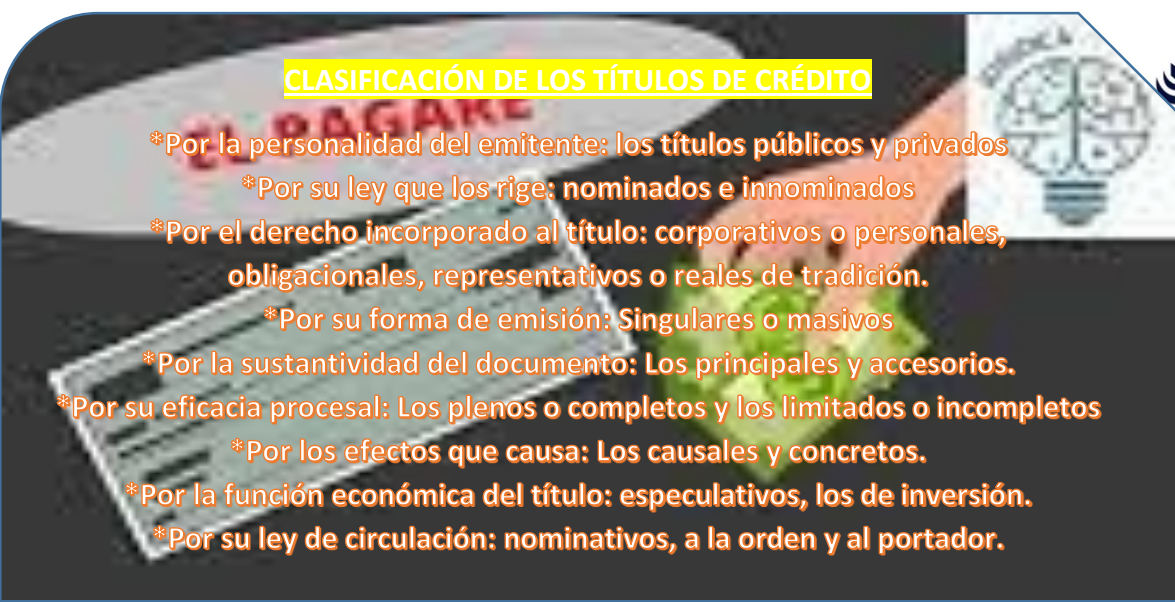 CLASIFICACIÓN DE LOS TÍTULOS DE CRÉDITO
EL PAGARE
*Por la personalidad del emitente: los títulos públicos y privados
*Por su ley que los rige: nominados e innominados
*Por el derecho incorporado al título: corporativos o personales,
obligacionales, representativos o reales de tradición.
*Por su forma de emisión: Singulares o masivos
*Por la sustantividad del documento: Los principales y accesorios.
*Por su eficacia procesal: Los plenos o completos y los limitados o incompletos
*Por los efectos que causa: Los causales y concretos.
*Por la función económica del título: especulativos, los de inversión.
*Por su ley de circulación: nominativos, a la orden y al portador.